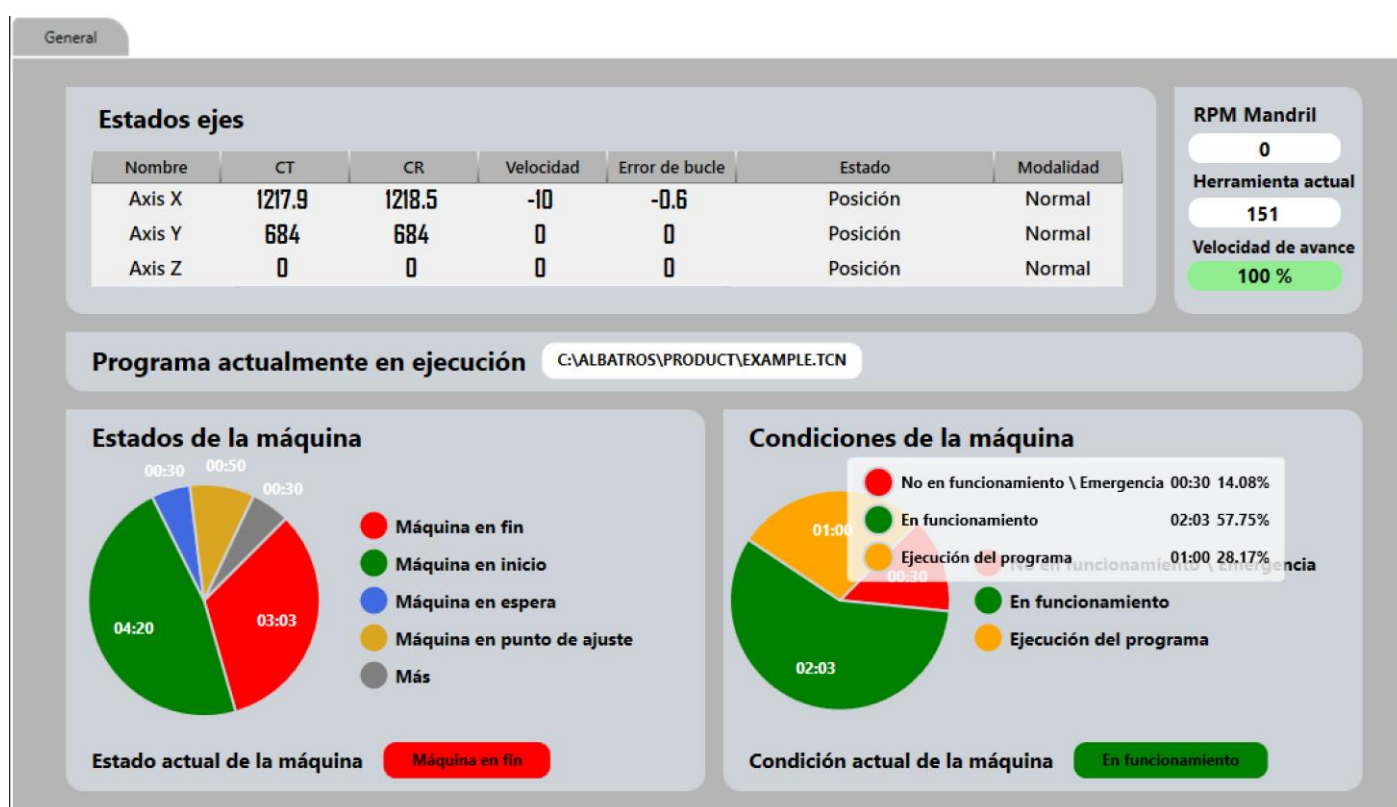 General
Estados ejes
Nombre CT CR Velocidad Error de bucle Estado Modalidad
Axis X 1217.9 1218.5 -10 -0.6 Posición Normal
Axis Y 684 684 0 0 Posición Normal
Axis Z 0 0 0 0 Posición Normal
RPM Mandril
0
Herramienta actual
151
Velocidad de avance
100 %
Programa actualmente en ejecución C:\ALBATROS\PRODUCT\EXAMPLE.TCN
Estados de la máquina
00:30 00:50 00:30
04:20 03:03
Máquina en fin
Máquina en inicio
Máquina en espera
Máquina en punto de ajuste
Más
Estado actual de la máquina Máquina en fin
Condiciones de la máquina
No en funcionamiento \ Emergencia 00:30 14.08%
En funcionamiento 02:03 57.75%
Ejecución del programa 01:00 28.17%
01:00
00:30
02:03
No en funcionamiento \ Emergencia
En funcionamiento
Ejecución del programa
Condición actual de la máquina En funcionamiento